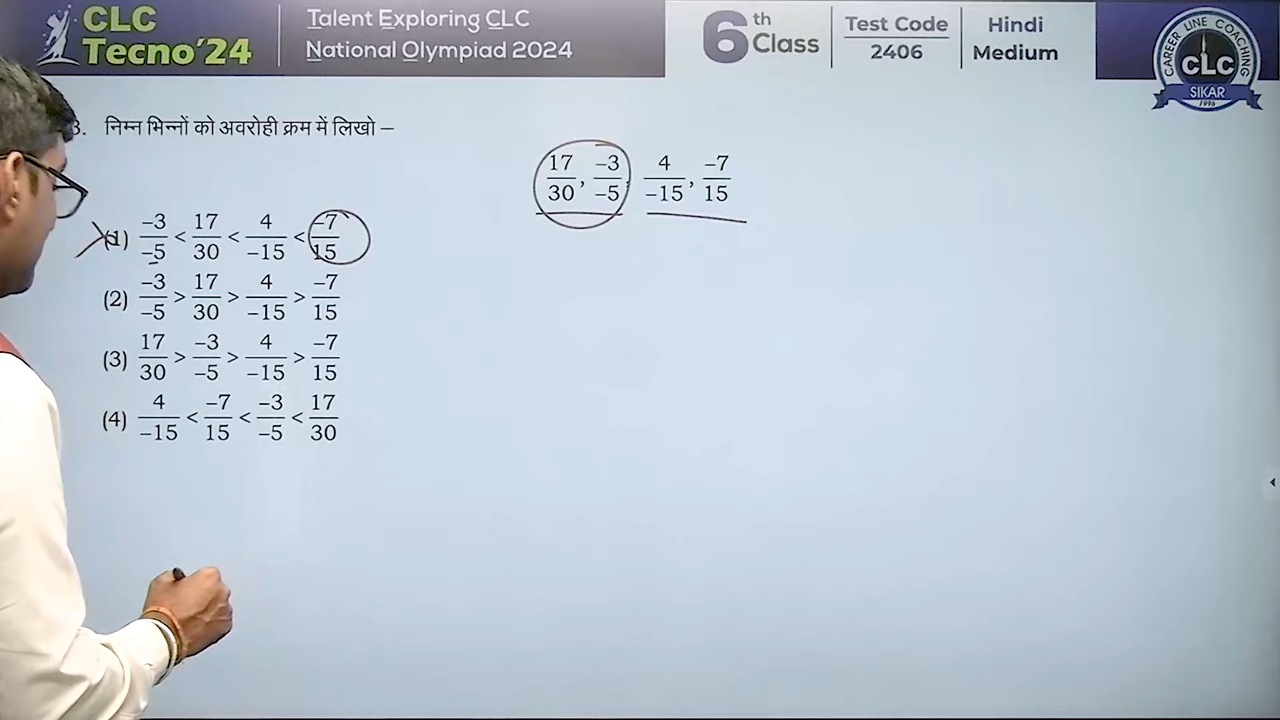 CLC
Tecno'24
Talent Exploring CLC
National Olympiad 2024
6th Class
Test Code
2406
Hindi
Medium
CAREER LINE COACHING
CLC
SIKAR
1996
3. निम्न भिन्नों को अवरोही क्रम में लिखो –
17/30, –3/–5, 4/–15, –7/15
(1) –3/–5 < 17/30 < 4/–15 < –7/15
(2) –3/–5 > 17/30 > 4/–15 > –7/15
(3) 17/30 > –3/–5 > 4/–15 > –7/15
(4) 4/–15 < –7/15 < –3/–5 < 17/30